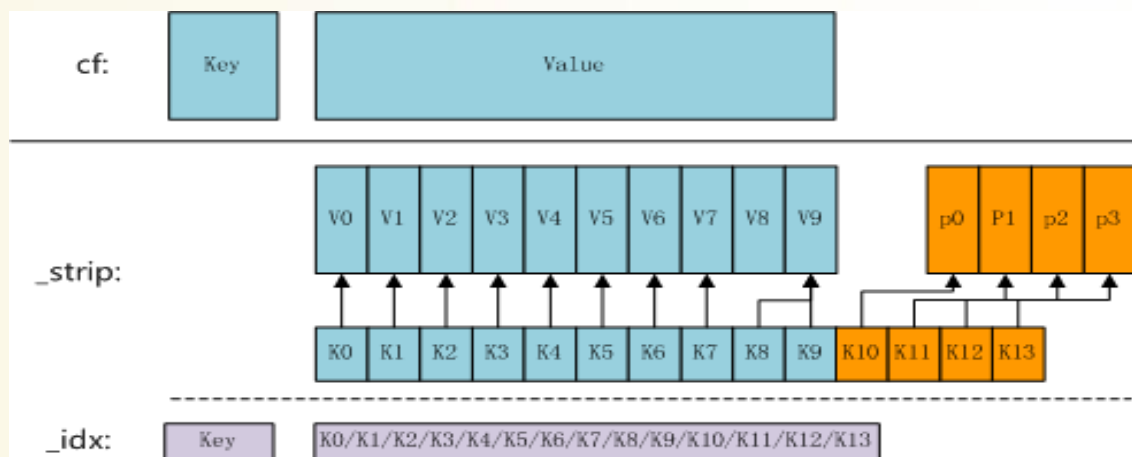 cf: Key Value
V0 V1 V2 V3 V4 V5 V6 V7 V8 V9 p0 P1 p2 p3
_strip:
K0 K1 K2 K3 K4 K5 K6 K7 K8 K9 K10 K11 K12 K13
_idx: Key K0/K1/K2/K3/K4/K5/K6/K7/K8/K9/K10/K11/K12/K13